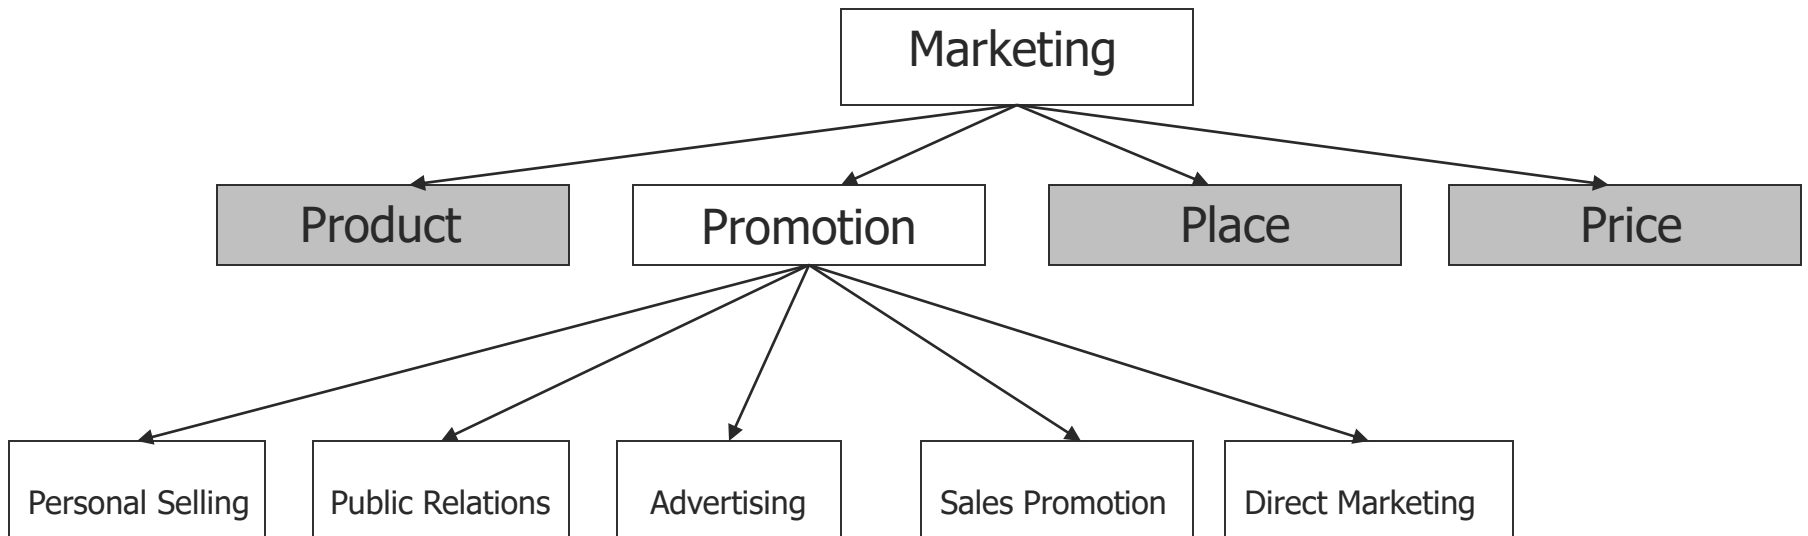 Marketing
Product
Promotion
Place
Price
Personal Selling
Public Relations
Advertising
Sales Promotion
Direct Marketing